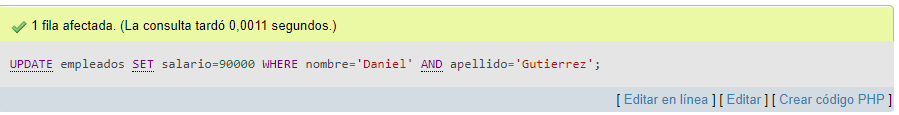 1 fila afectada. (La consulta tardó 0,0011 segundos.)
UPDATE empleados SET salario=90000 WHERE nombre='Daniel' AND apellido='Gutierrez';
[ Editar en línea ] [ Editar ] [ Crear código PHP ]